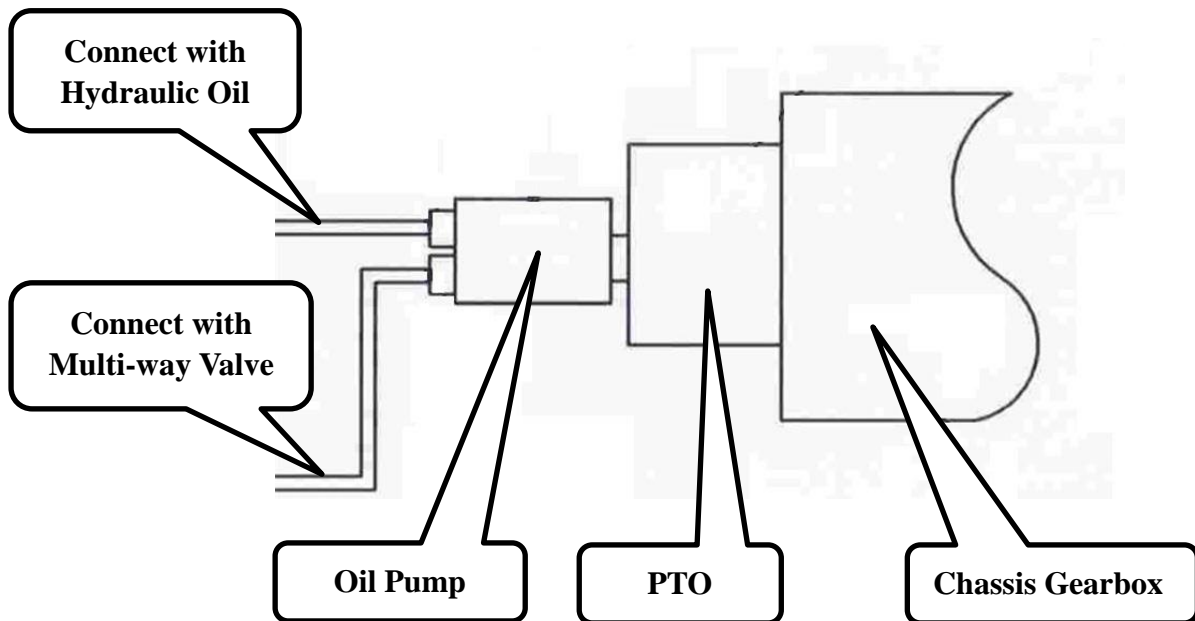 Connect with
Hydraulic Oil
Connect with
Multi-way Valve
Oil Pump
PTO
Chassis Gearbox